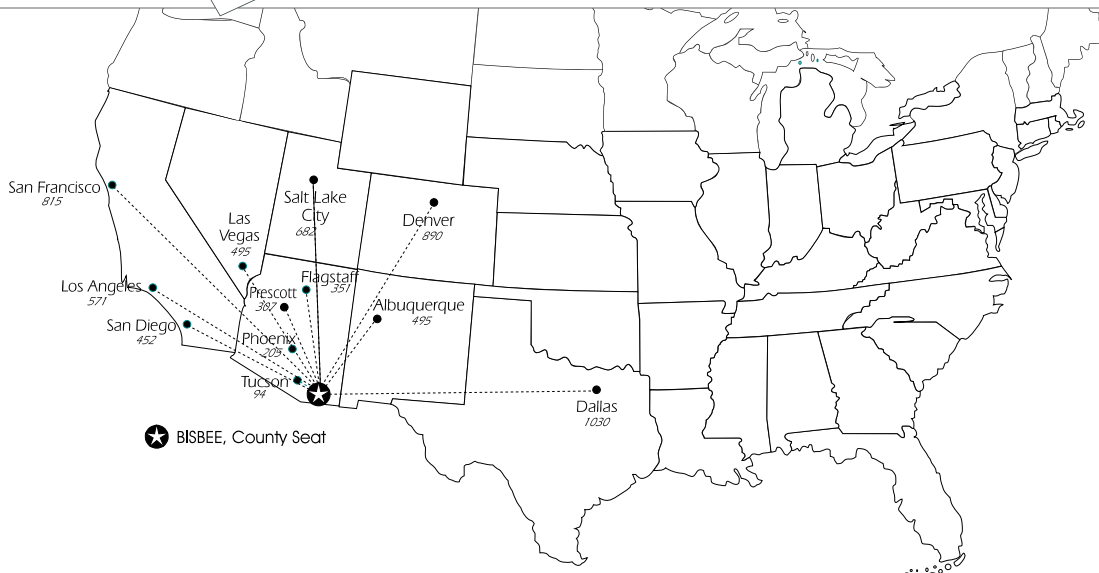 San Francisco
815
Salt Lake
City
682
Denver
890
Las
Vegas
495
Flagstaff
351
Los Angeles
571
Prescott
307
Albuquerque
495
San Diego
452
Phoenix
205
Tucson
94
Dallas
1030
BISBEE, County Seat